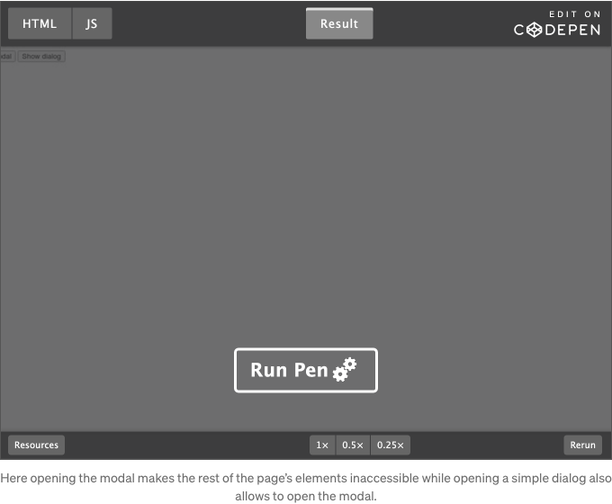 HTML JS Result EDIT ON
CODEPEN
Show dialog
Run Pen
Resources 1× 0.5× 0.25× Rerun
Here opening the modal makes the rest of the page's elements inaccessible while opening a simple dialog also
allows to open the modal.